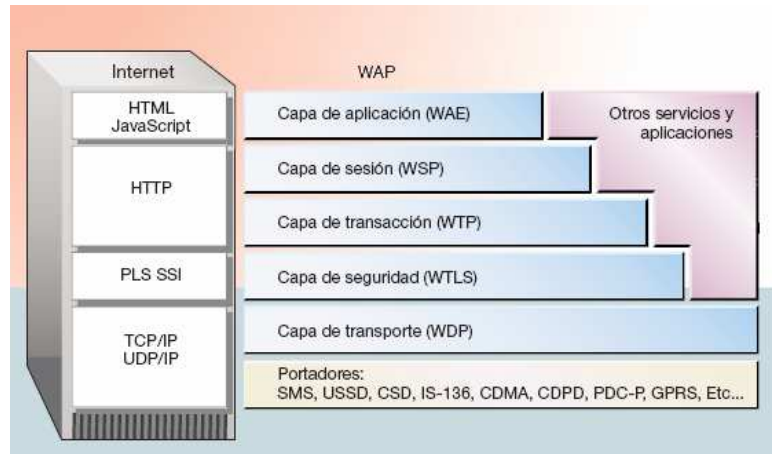 Internet
WAP
HTML
JavaScript
HTTP
PLS SSI
TCP/IP
UDP/IP
Capa de aplicación (WAE)
Capa de sesión (WSP)
Capa de transacción (WTP)
Capa de seguridad (WTLS)
Capa de transporte (WDP)
Portadores:
SMS, USSD, CSD, IS-136, CDMA, CDPD, PDC-P, GPRS, Etc...
Otros servicios y
aplicaciones